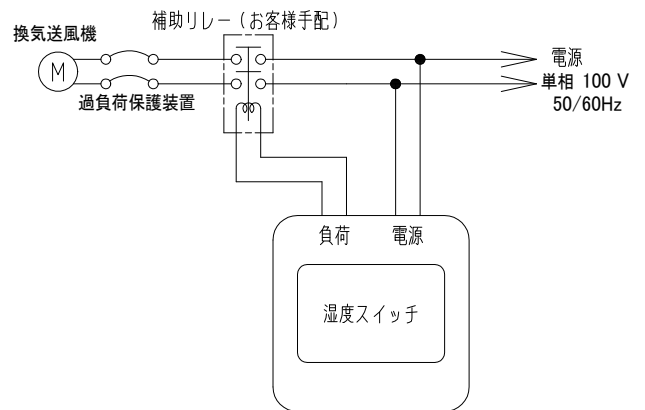 補助リレー（お客様手配）
換気送風機
M
過負荷保護装置
電源
単相 100 V
50/60Hz
負荷 電源
湿度スイッチ